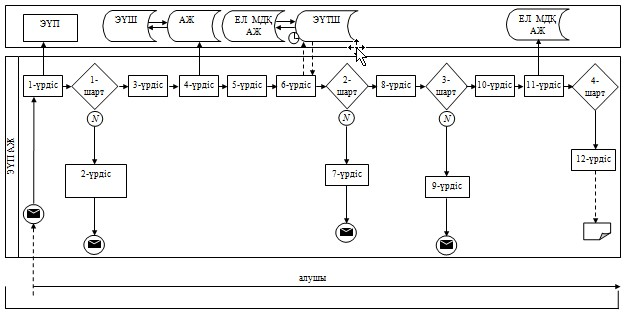 ЭҮП
ЭҮШ
АЖ
ЕЛ МДҚ
АЖ
ЭҮТШ
ЕЛ МДҚ
АЖ
1-үрдіс
1-
шарт
3-үрдіс
4-үрдіс
5-үрдіс
6-үрдіс
2-
шарт
8-үрдіс
3-
шарт
10-үрдіс
11-үрдіс
4-
шарт
N
N
N
2-үрдіс
7-үрдіс
9-үрдіс
12-үрдіс
ЭҮП АЖ
алушы